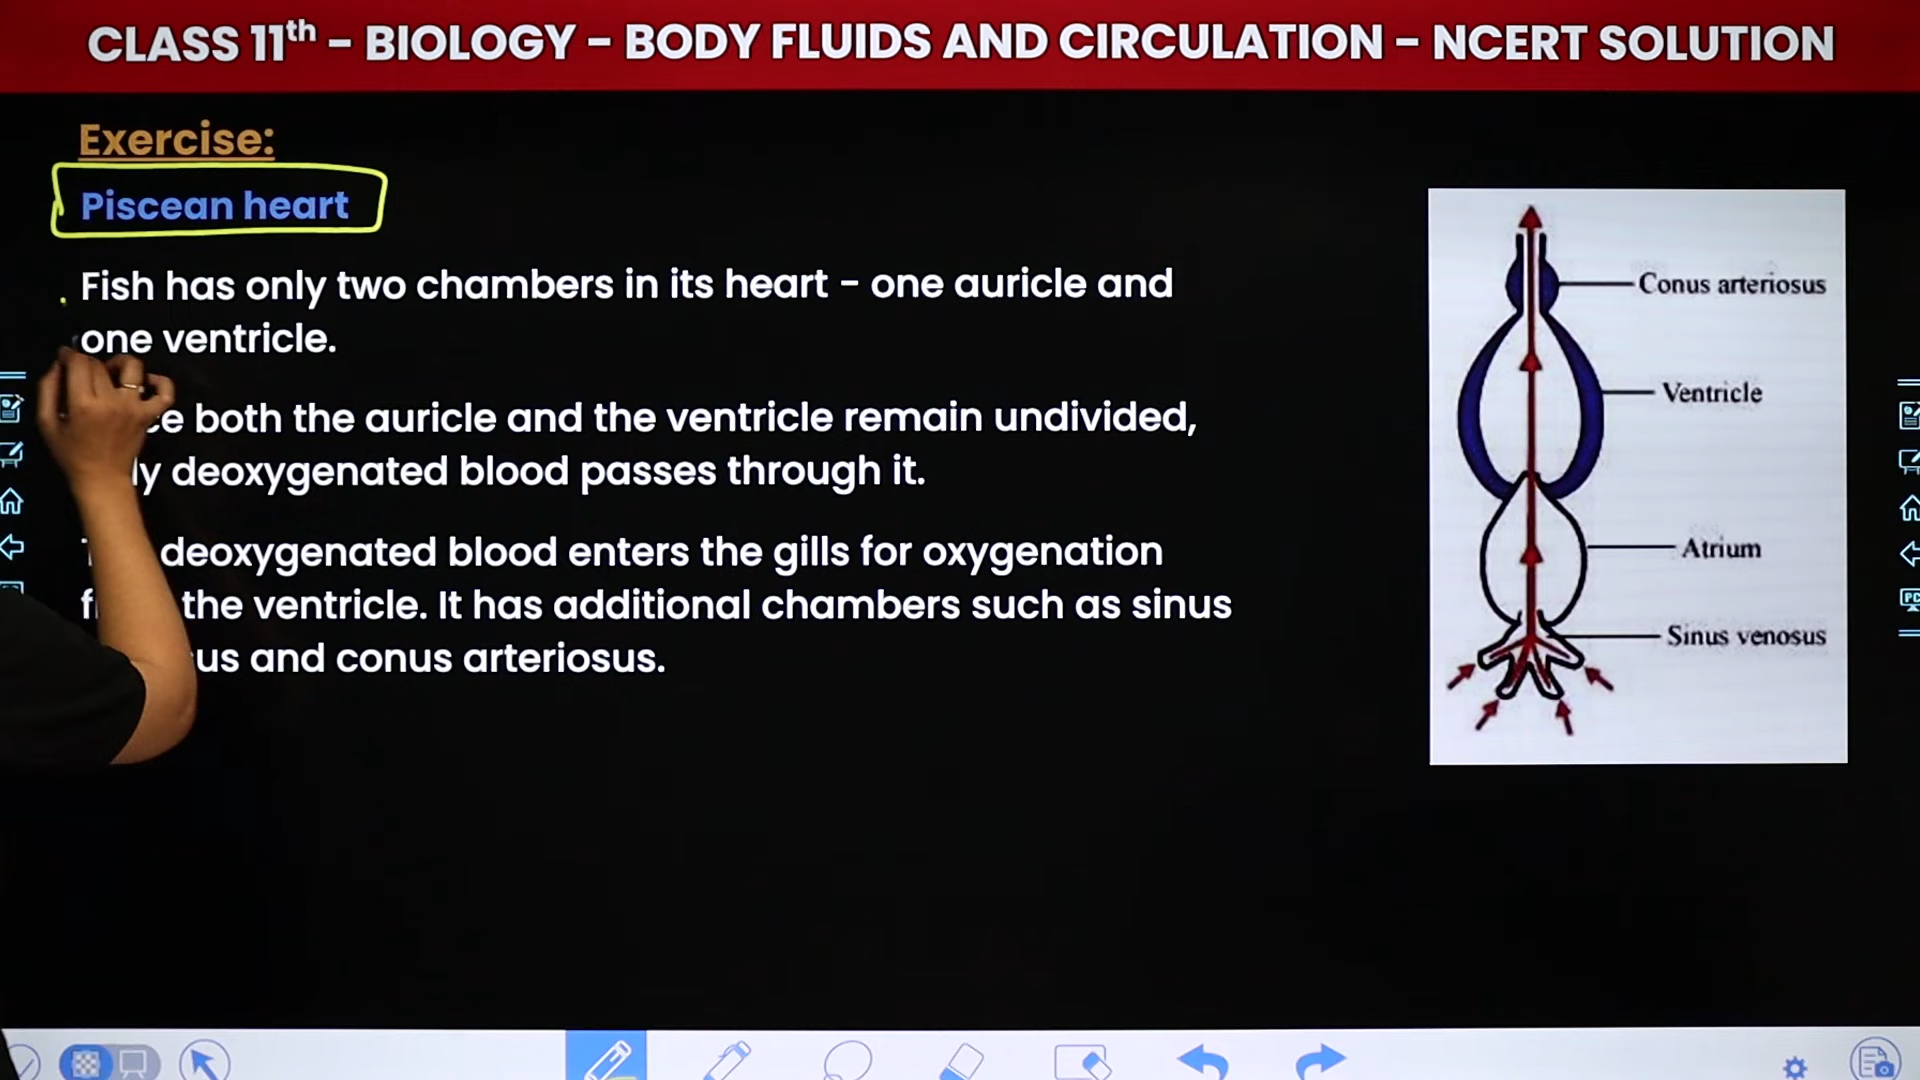 CLASS 11th - BIOLOGY - BODY FLUIDS AND CIRCULATION - NCERT SOLUTION
Exercise:
Piscean heart
Fish has only two chambers in its heart - one auricle and
one ventricle.
both the auricle and the ventricle remain undivided,
deoxygenated blood passes through it.
deoxygenated blood enters the gills for oxygenation
the ventricle. It has additional chambers such as sinus
and conus arteriosus.
Conus arteriosus
Ventricle
Atrium
Sinus venosus